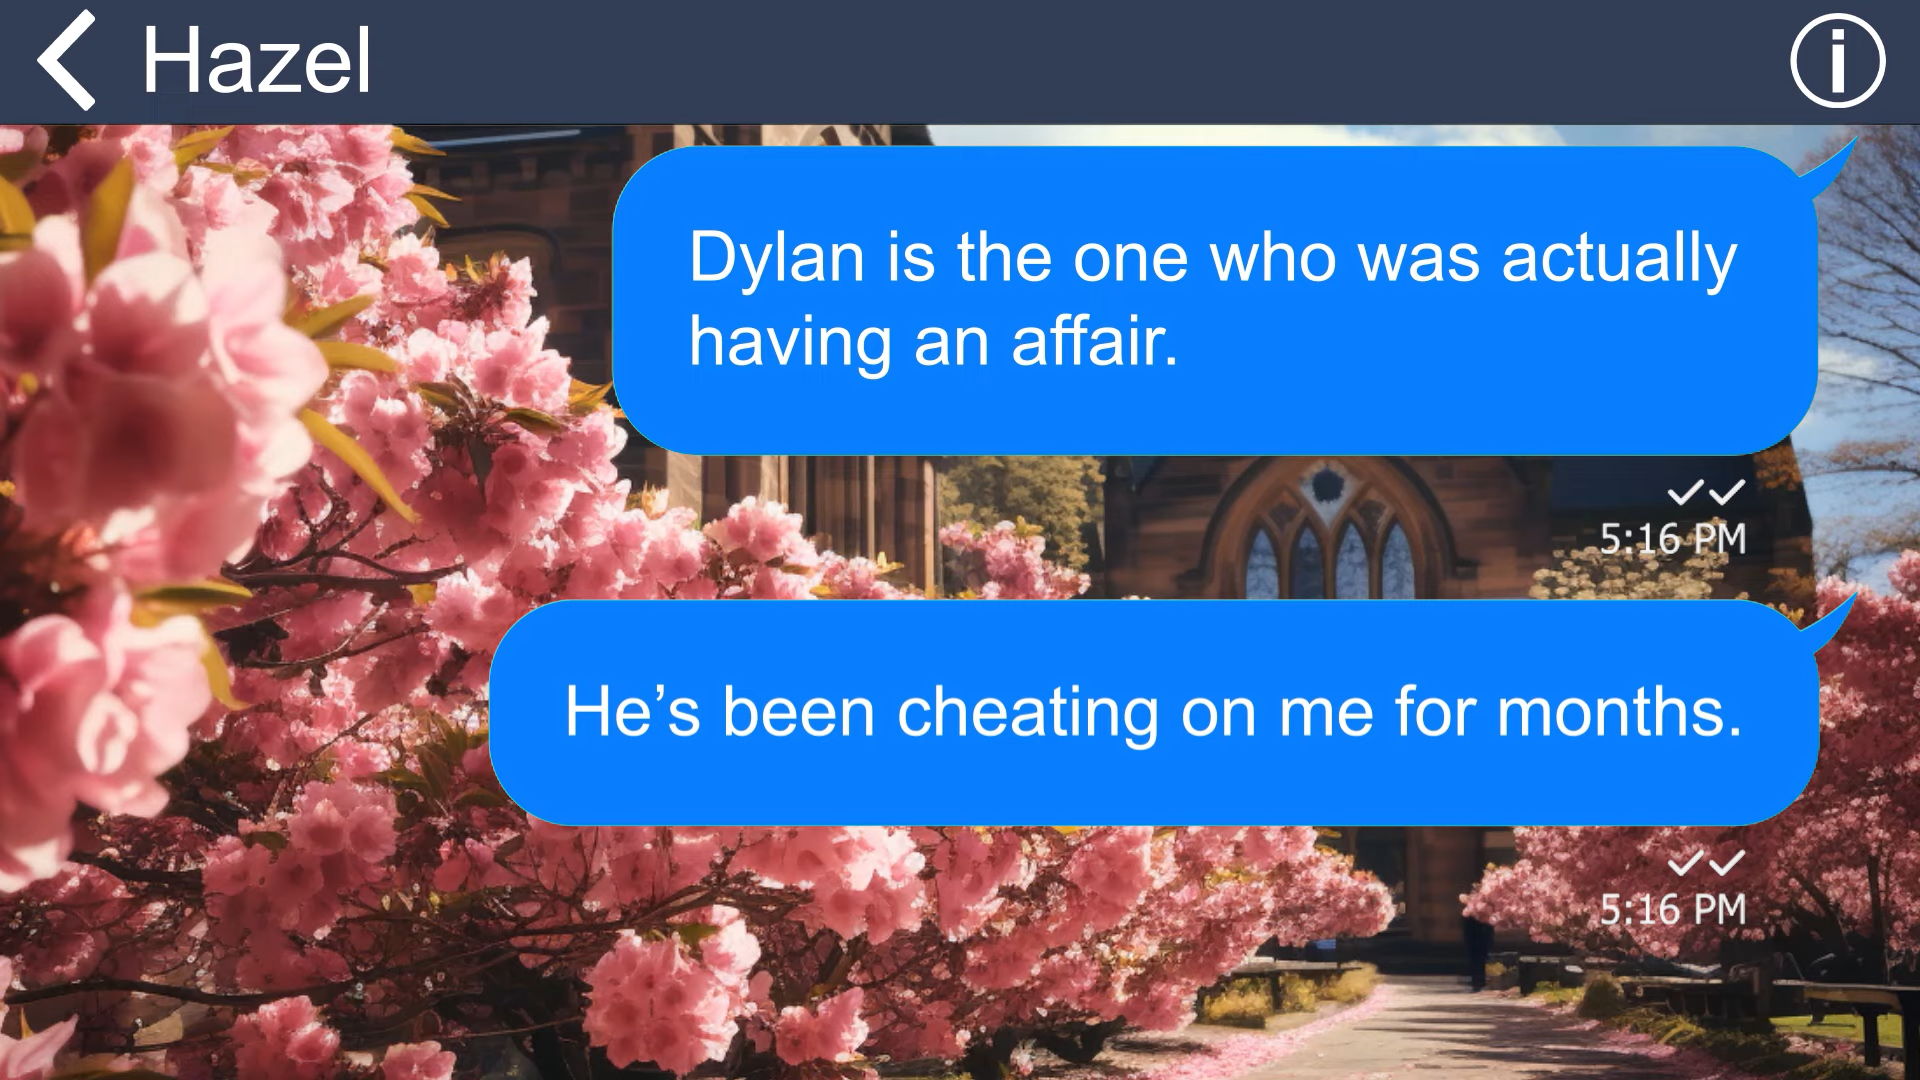 Hazel
Dylan is the one who was actually
having an affair.
5:16 PM
He’s been cheating on me for months.
5:16 PM